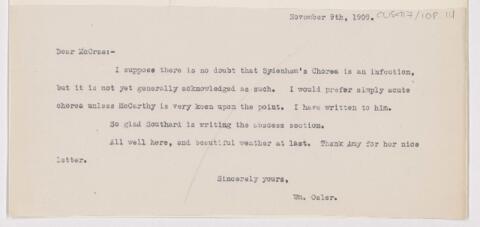 November 9th, 1909. CUS417/10P.111
Dear McCrae:-
I suppose there is no doubt that Sydenham's Chorea is an infection,
but it is not yet generally acknowledged as such. I would prefer simply acute
chorea unless McCarthy is very keen upon the point. I have written to him.
So glad Southard is writing the abscess section.
All well here, and beautiful weather at last. Thank Amy for her nice
letter.
Sincerely yours,
Wm. Osler.